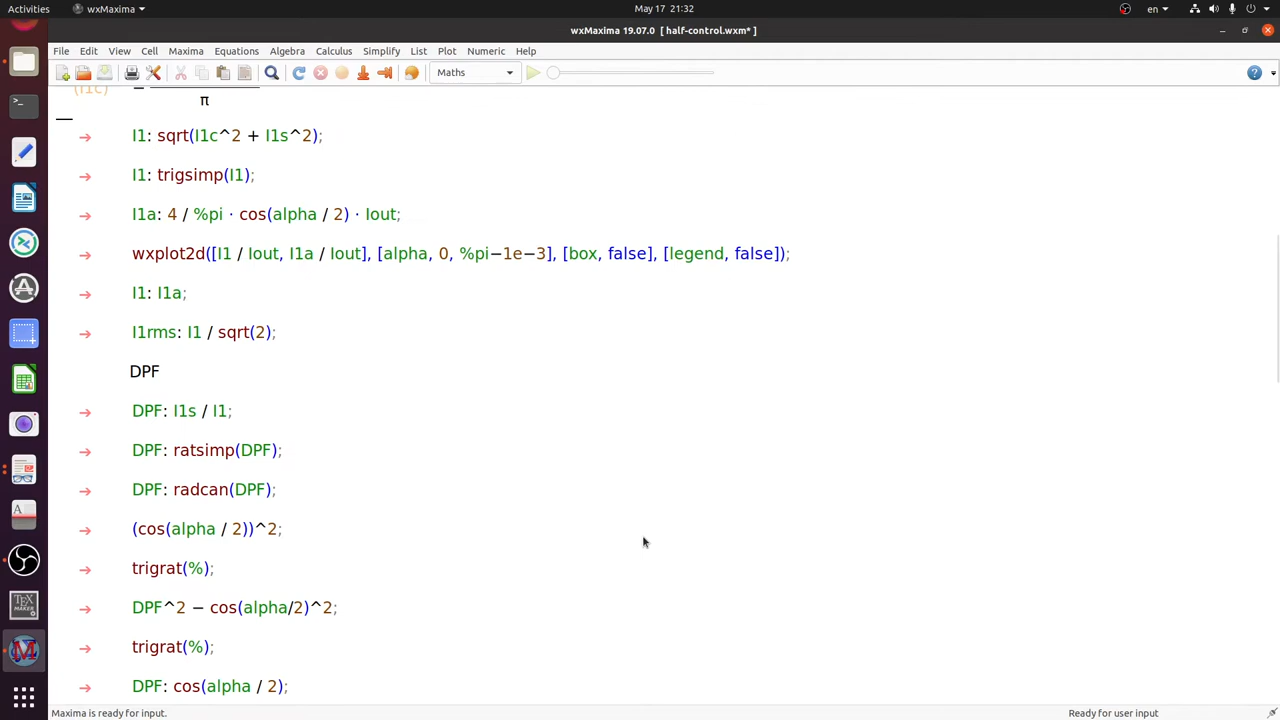 Activities wxMaxima May 17 21:32 en
wxMaxima 19.07.0 [ half-control.wxm* ]
File Edit View Cell Maxima Equations Algebra Calculus Simplify List Plot Numeric Help
Maths
(I1c)
π
I1: sqrt(I1c^2 + I1s^2);
I1: trigsimp(I1);
I1a: 4 / %pi · cos(alpha / 2) · Iout;
wxplot2d([I1 / Iout, I1a / Iout], [alpha, 0, %pi−1e−3], [box, false], [legend, false]);
I1: I1a;
I1rms: I1 / sqrt(2);
DPF
DPF: I1s / I1;
DPF: ratsimp(DPF);
DPF: radcan(DPF);
(cos(alpha / 2))^2;
trigrat(%);
DPF^2 − cos(alpha/2)^2;
trigrat(%);
DPF: cos(alpha / 2);
Maxima is ready for input. Ready for user input